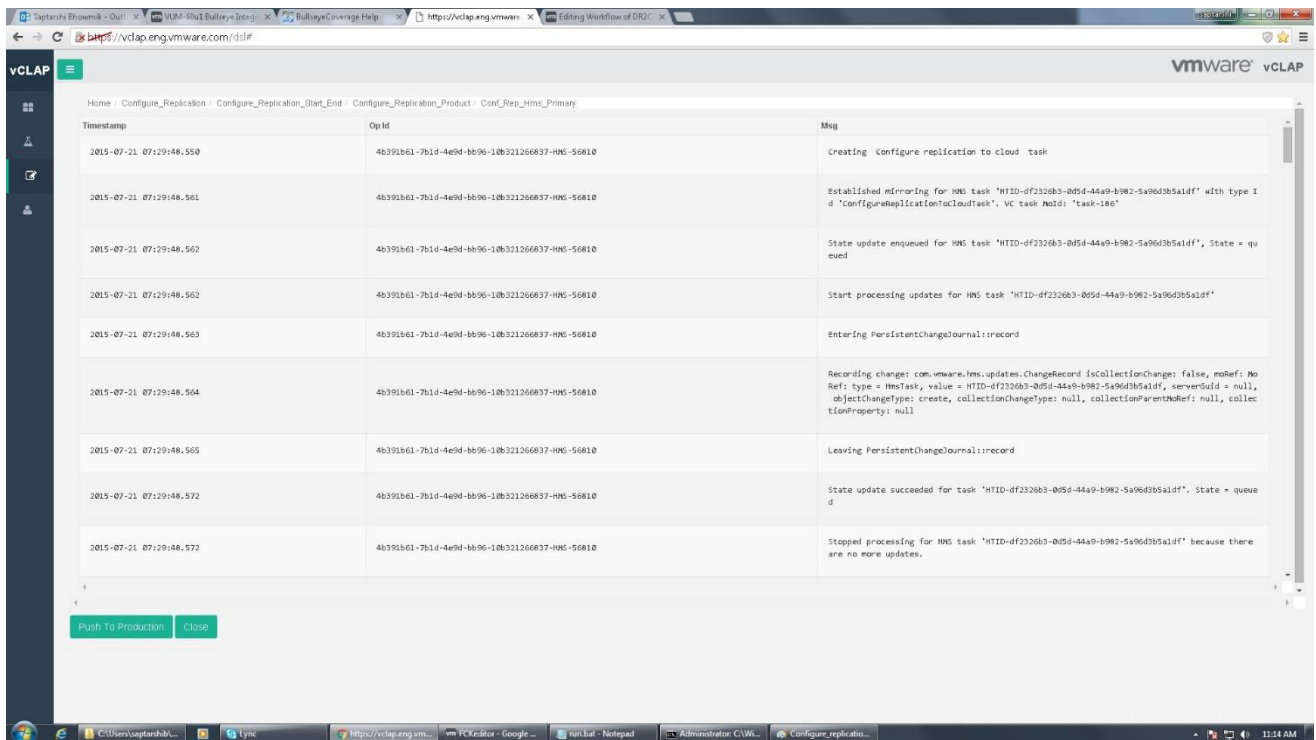 Saptarshi Bhowmik - Outl
VUM-60u1 Bullseye Integr
BullseyeCoverage Help
https://vclap.eng.vmware
Editing Workflow of DR2C
saptarshi
https://vclap.eng.vmware.com/dsl#
vCLAP
vmware vCLAP
Home / Configure_Replication / Configure_Replication_Start_End / Configure_Replication_Product / Conf_Rep_Hms_Primary
Timestamp Op Id Msg
2015-07-21 07:29:48.550 4b391b61-7b1d-4e9d-bb96-10b321266837-HMS-56810 Creating Configure replication to cloud task
2015-07-21 07:29:48.561 4b391b61-7b1d-4e9d-bb96-10b321266837-HMS-56810 Established mirroring for HMS task 'HTID-df2326b3-0d5d-44a9-b982-5a96d3b5a1df' with type I
d 'ConfigureReplicationToCloudTask'. VC task MoId: 'task-186'
2015-07-21 07:29:48.562 4b391b61-7b1d-4e9d-bb96-10b321266837-HMS-56810 State update enqueued for HMS task 'HTID-df2326b3-0d5d-44a9-b982-5a96d3b5a1df', State = qu
eued
2015-07-21 07:29:48.562 4b391b61-7b1d-4e9d-bb96-10b321266837-HMS-56810 Start processing updates for HMS task 'HTID-df2326b3-0d5d-44a9-b982-5a96d3b5a1df'
2015-07-21 07:29:48.563 4b391b61-7b1d-4e9d-bb96-10b321266837-HMS-56810 Entering PersistentChangeJournal::record
2015-07-21 07:29:48.564 4b391b61-7b1d-4e9d-bb96-10b321266837-HMS-56810 Recording change: com.vmware.hms.updates.ChangeRecord isCollectionChange: false, moRef: Mo
Ref: type = HmsTask, value = HTID-df2326b3-0d5d-44a9-b982-5a96d3b5a1df, serverGuid = null,
objectChangeType: create, collectionChangeType: null, collectionParentMoRef: null, collec
tionProperty: null
2015-07-21 07:29:48.565 4b391b61-7b1d-4e9d-bb96-10b321266837-HMS-56810 Leaving PersistentChangeJournal::record
2015-07-21 07:29:48.572 4b391b61-7b1d-4e9d-bb96-10b321266837-HMS-56810 State update succeeded for task 'HTID-df2326b3-0d5d-44a9-b982-5a96d3b5a1df'. State = queue
d
2015-07-21 07:29:48.572 4b391b61-7b1d-4e9d-bb96-10b321266837-HMS-56810 Stopped processing for HMS task 'HTID-df2326b3-0d5d-44a9-b982-5a96d3b5a1df' because there
are no more updates.
Push To Production Close
C:\Users\saptarshib\...
Lync
https://vclap.eng.vm...
FCKeditor - Google ...
run.bat - Notepad
Administrator: C:\Wi...
Configure_replicatio...
11:14 AM